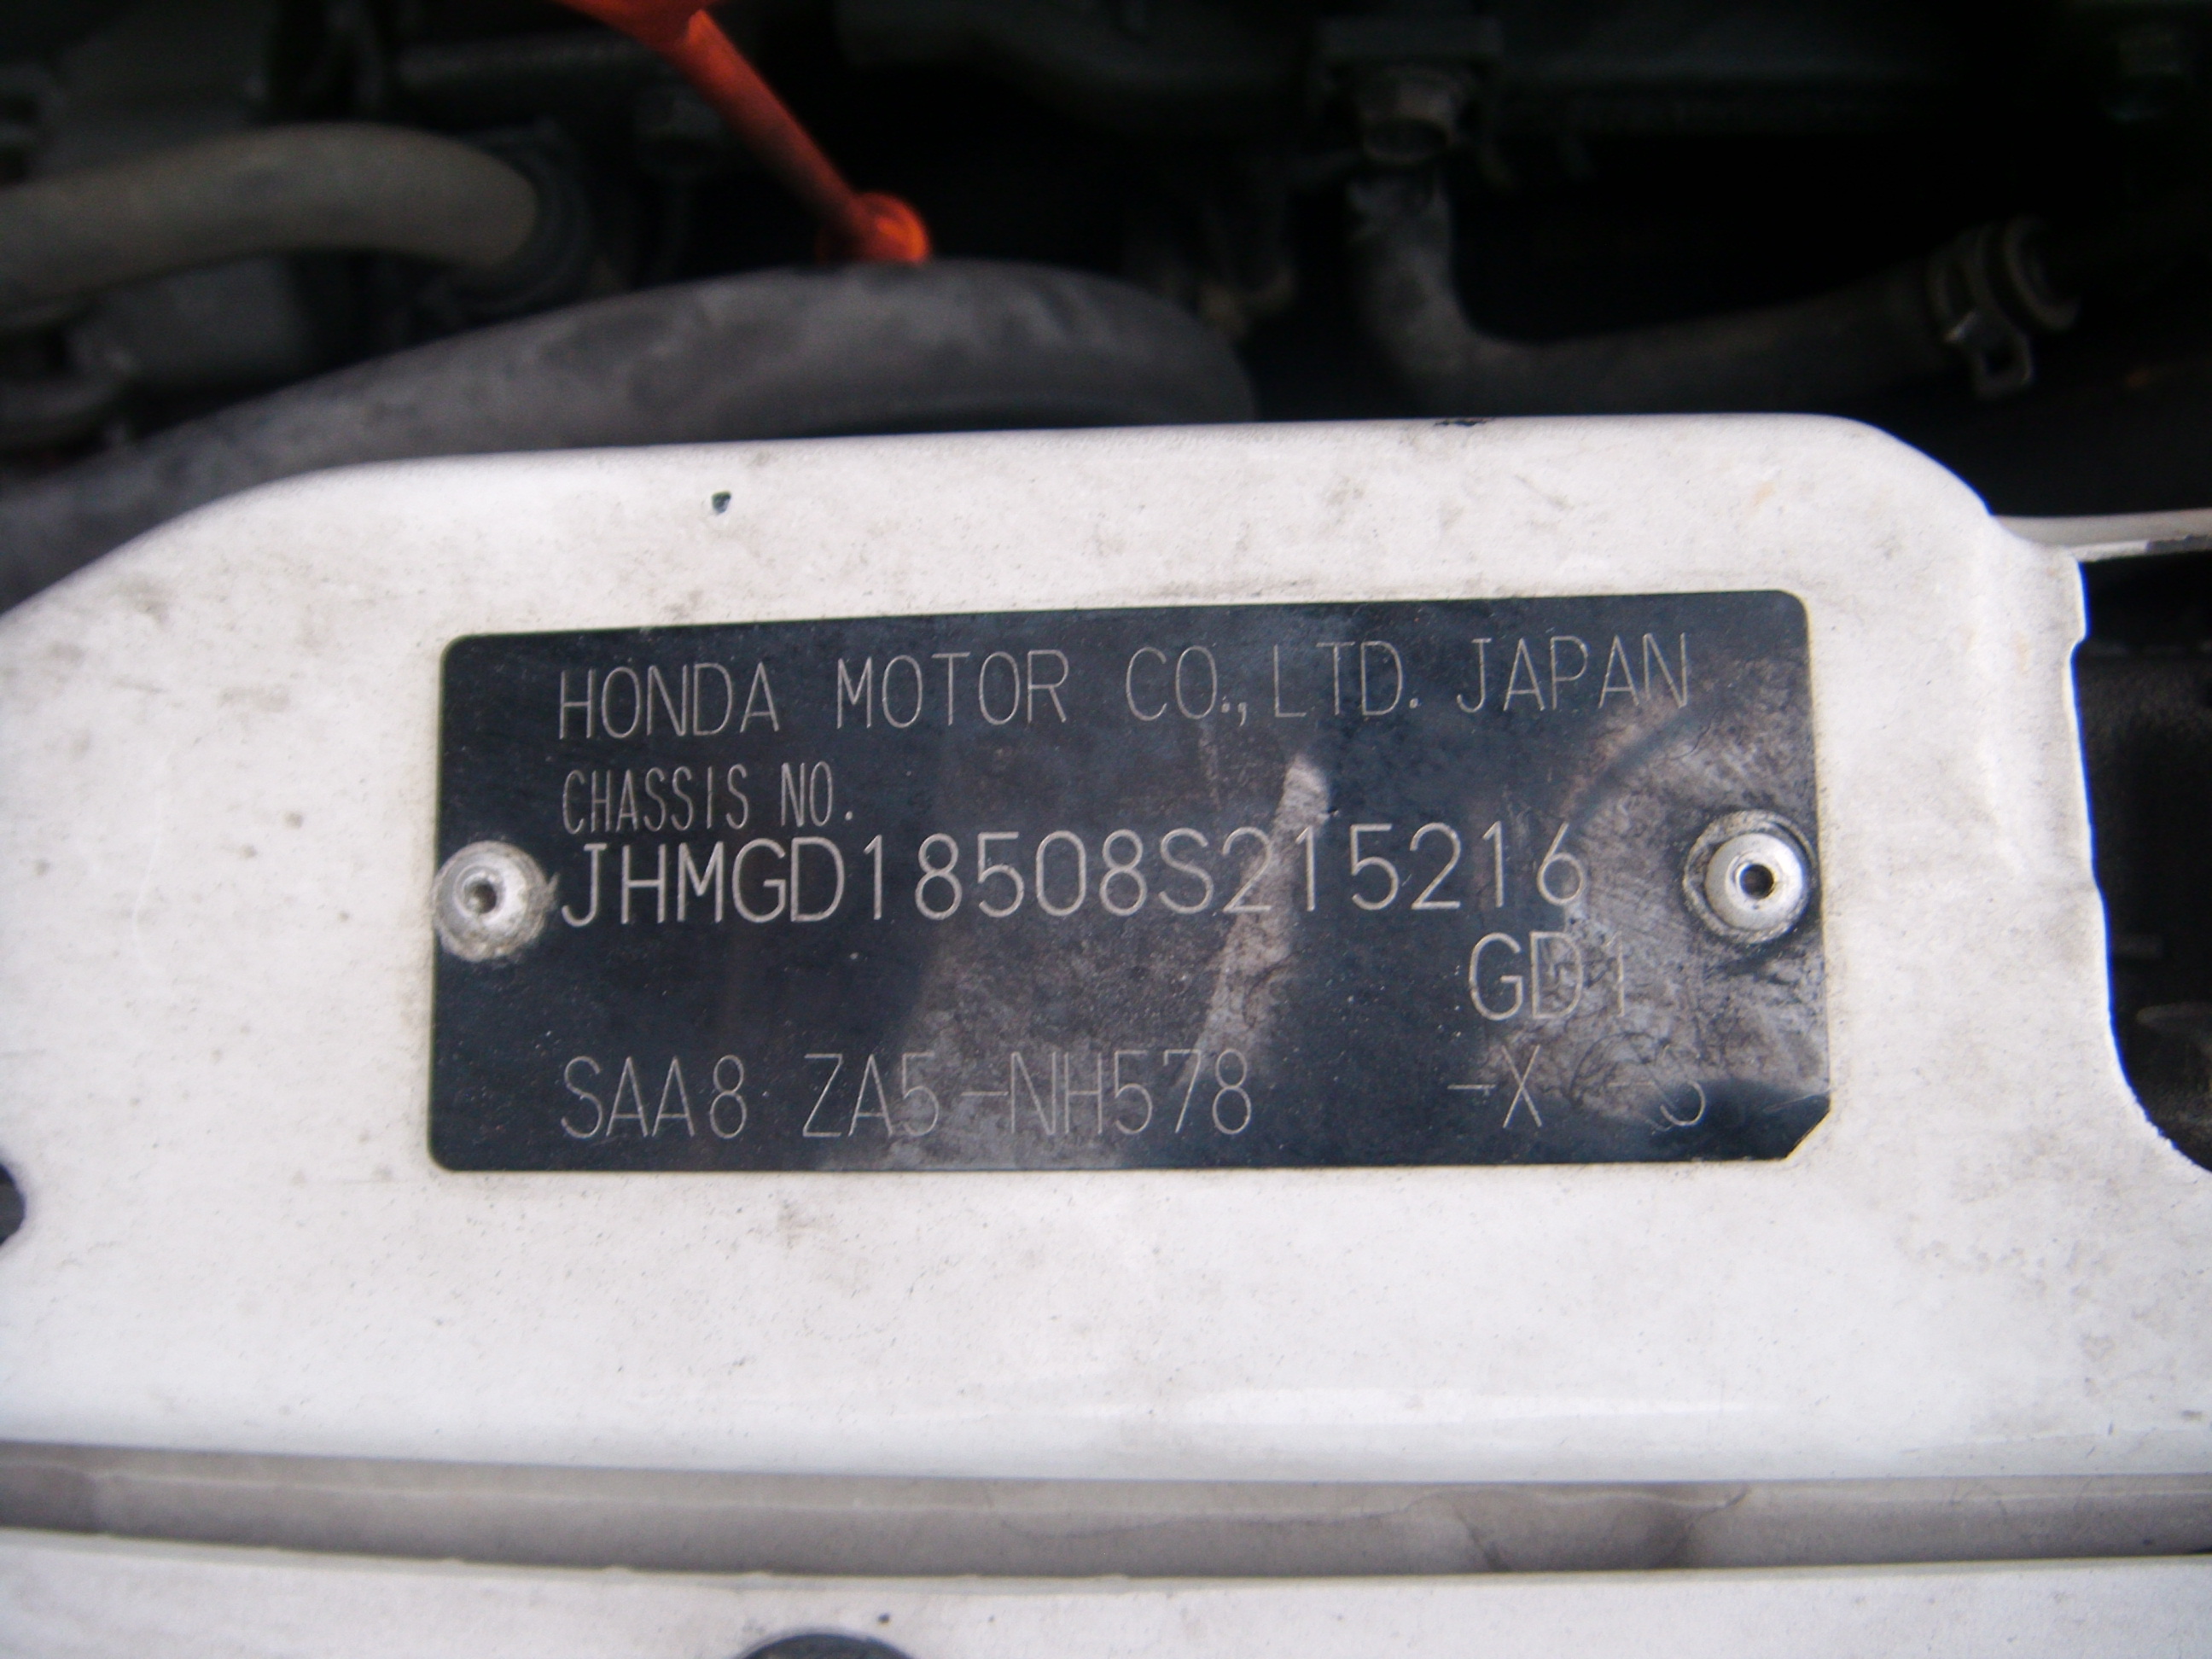 HONDA MOTOR CO., LTD. JAPAN
CHASSIS NO.
JHMGD18508S215216
GD1
SAA8 ZA5-NH578 -X